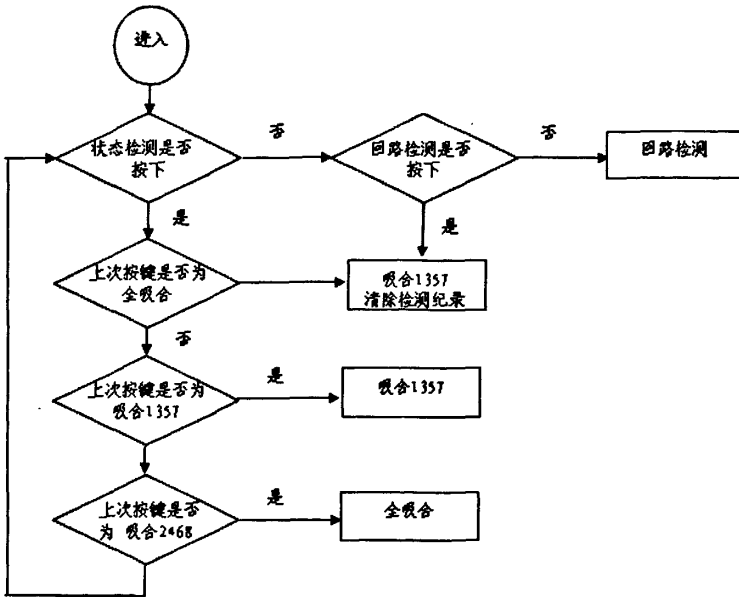 进入
状态检测是否
按下
否
回路检测是否
按下
否
回路检测
是
是
上次按键是否为
全吸合
吸合1357
清除检测纪录
否
上次按键是否为
吸合1357
是
吸合1357
上次按键是否
为 吸合2468
是
全吸合